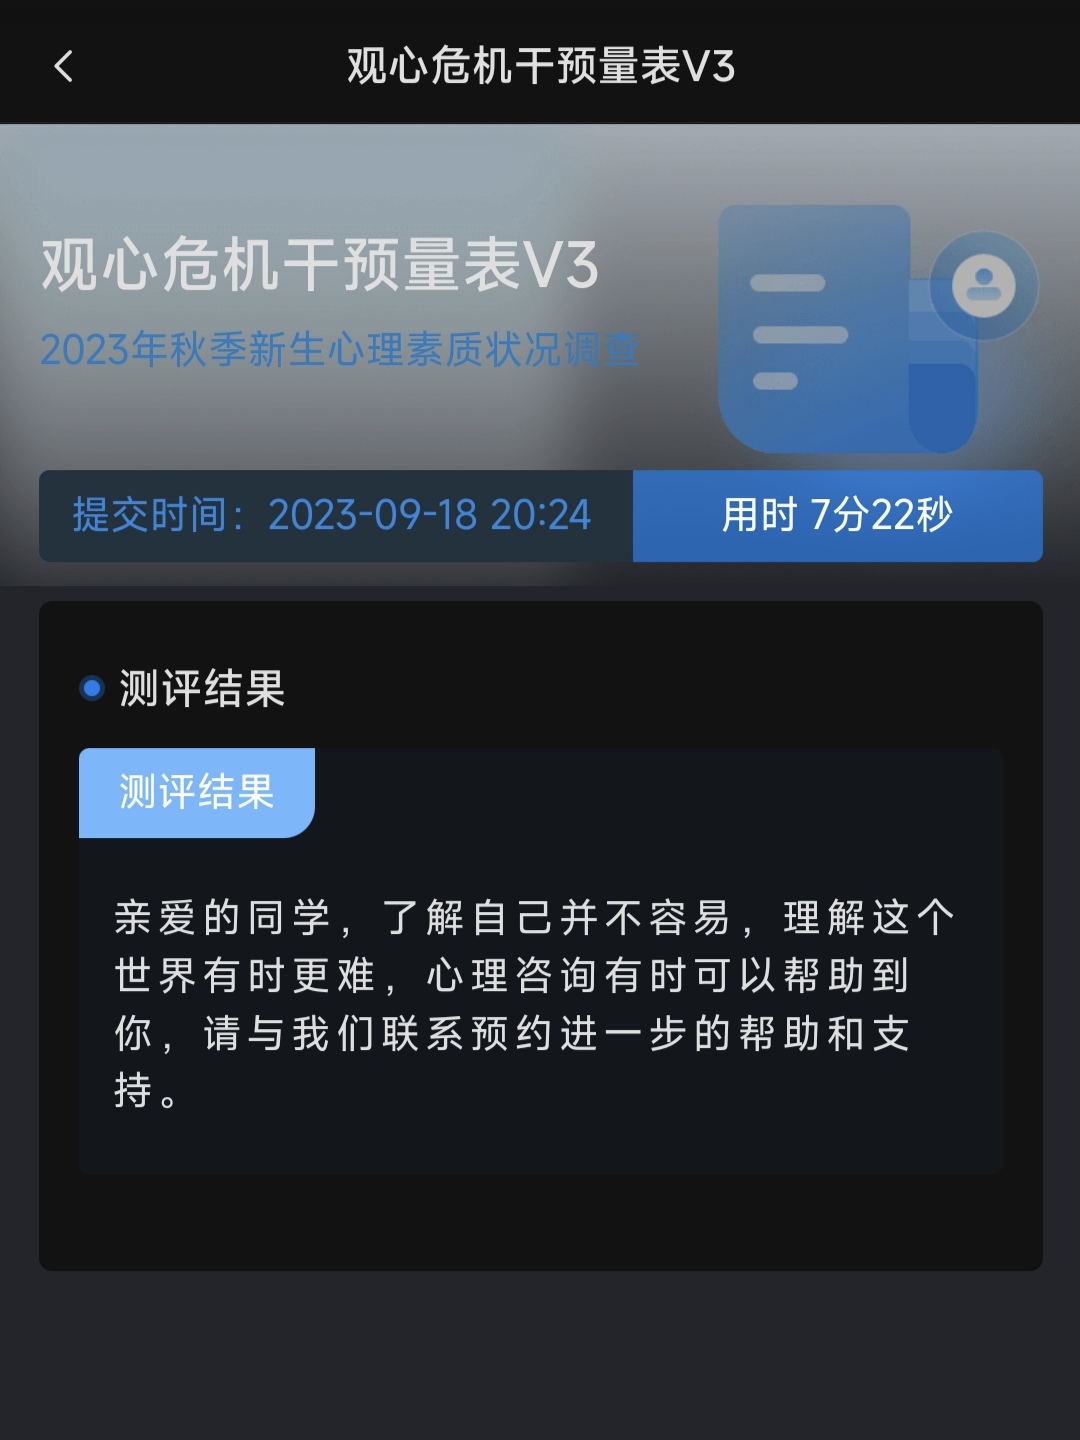 观心危机干预量表V3
观心危机干预量表V3
2023年秋季新生心理素质状况调查
提交时间：2023-09-18 20:24
用时 7分22秒
测评结果
测评结果
亲爱的同学，了解自己并不容易，理解这个
世界有时更难，心理咨询有时可以帮助到
你，请与我们联系预约进一步的帮助和支
持。